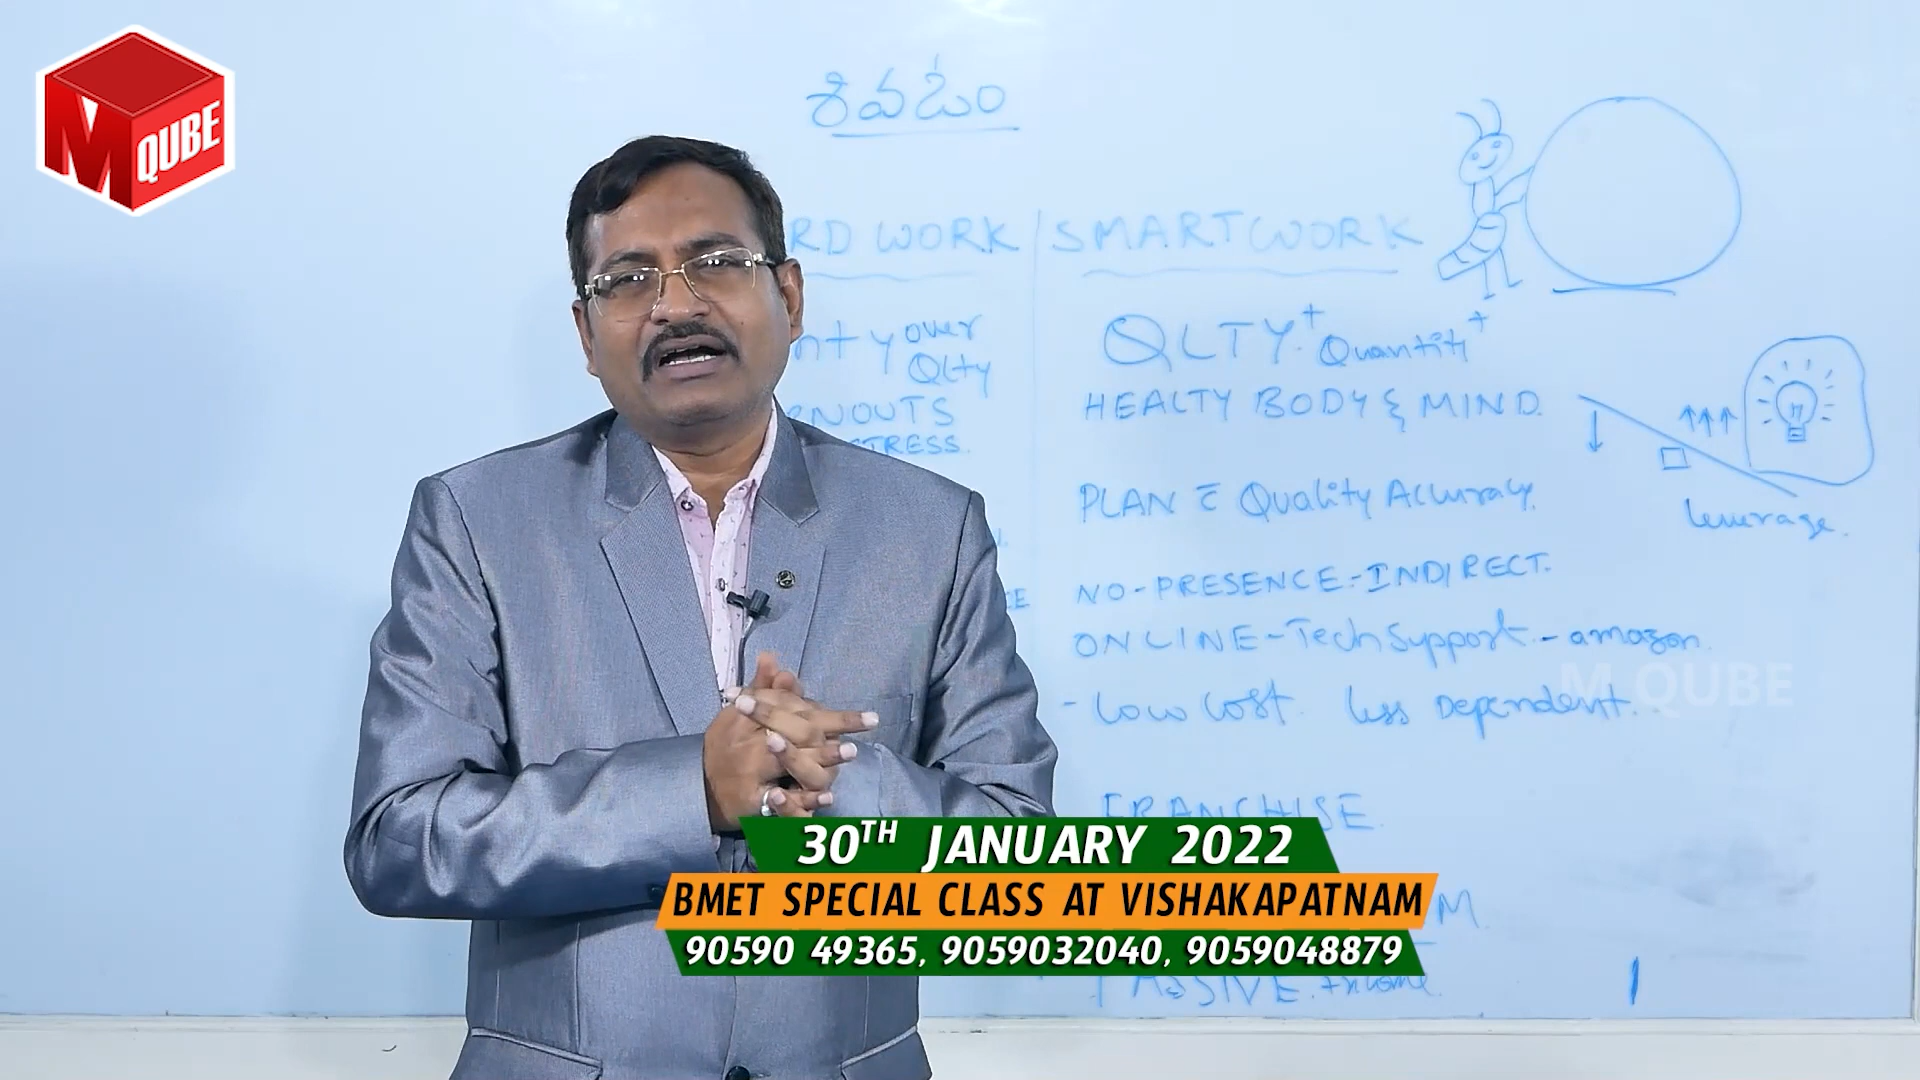 M QUBE
శివఓం
RD WORK
SMARTWORK
nty over Qlty
QLTY+ Quantity+
RNOUTS
HEALTY BODY & MIND.
STRESS.
PLAN c̄ Quality Accuracy.
leverage.
NO-PRESENCE-INDIRECT.
ONLINE-Tech Support - amazon.
M QUBE
- Low Cost. less Dependent.
FRANCHISE.
30TH JANUARY 2022
BMET SPECIAL CLASS AT VISHAKAPATNAM
90590 49365, 9059032040, 9059048879
PASSIVE income.